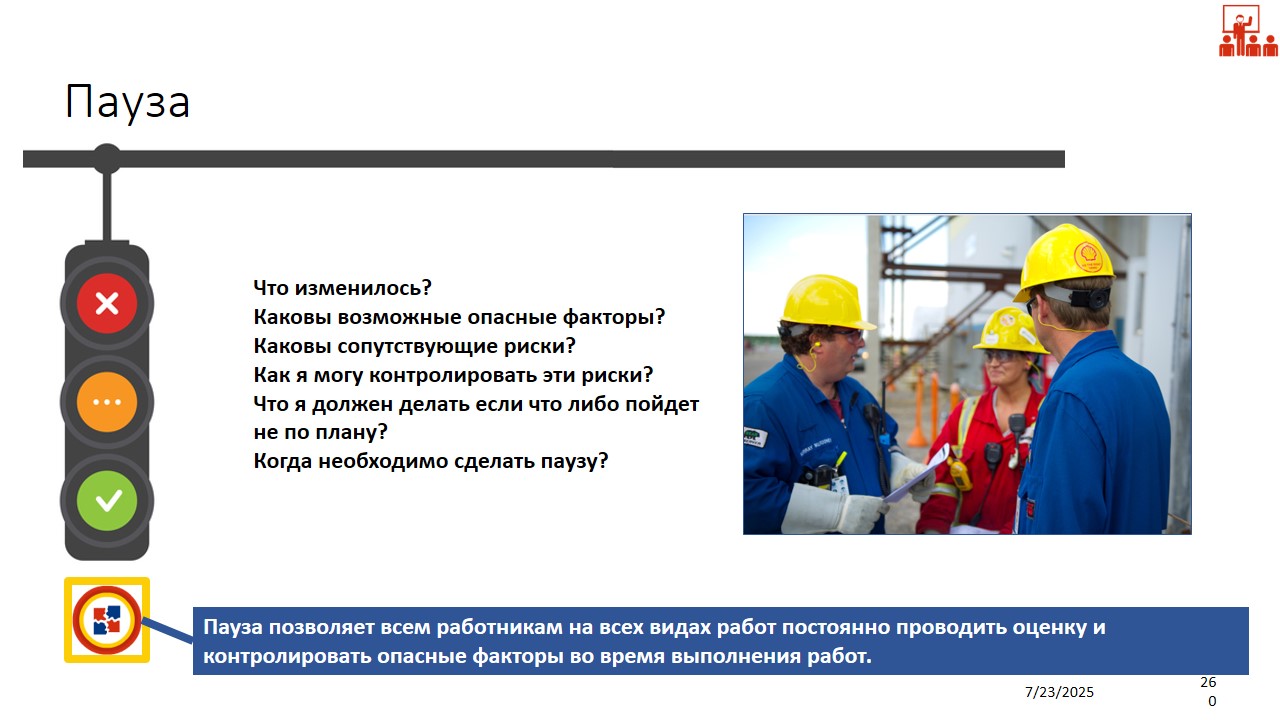 Пауза
Что изменилось?
Каковы возможные опасные факторы?
Каковы сопутствующие риски?
Как я могу контролировать эти риски?
Что я должен делать если что либо пойдет
не по плану?
Когда необходимо сделать паузу?
Пауза позволяет всем работникам на всех видах работ постоянно проводить оценку и
контролировать опасные факторы во время выполнения работ.
7/23/2025
26
0